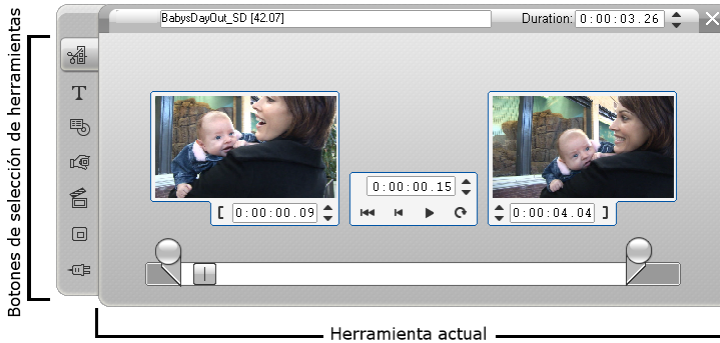 BabysDayOut_SD [42.07]
Duration: 0:00:03.26
Botones de selección de herramientas
T
0:00:00.15
[ 0:00:00.09
0:00:04.04 ]
Herramienta actual